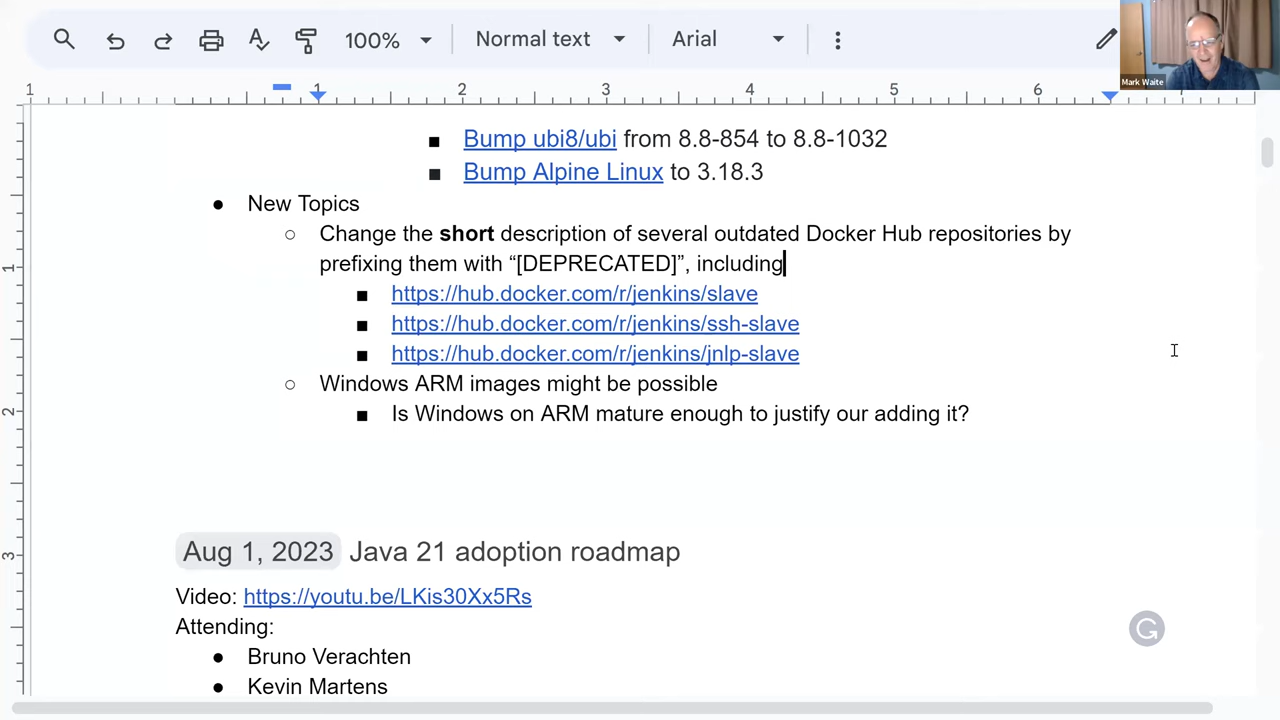 100%
Normal text
Arial
Mark Waite
1 1 2 3 4 5 6 7
Bump ubi8/ubi from 8.8-854 to 8.8-1032
Bump Alpine Linux to 3.18.3
New Topics
Change the short description of several outdated Docker Hub repositories by
prefixing them with “[DEPRECATED]”, including
1
https://hub.docker.com/r/jenkins/slave
https://hub.docker.com/r/jenkins/ssh-slave
https://hub.docker.com/r/jenkins/jnlp-slave
Windows ARM images might be possible
2
Is Windows on ARM mature enough to justify our adding it?
Aug 1, 2023 Java 21 adoption roadmap
3
Video: https://youtu.be/LKis30Xx5Rs
Attending:
Bruno Verachten
Kevin Martens